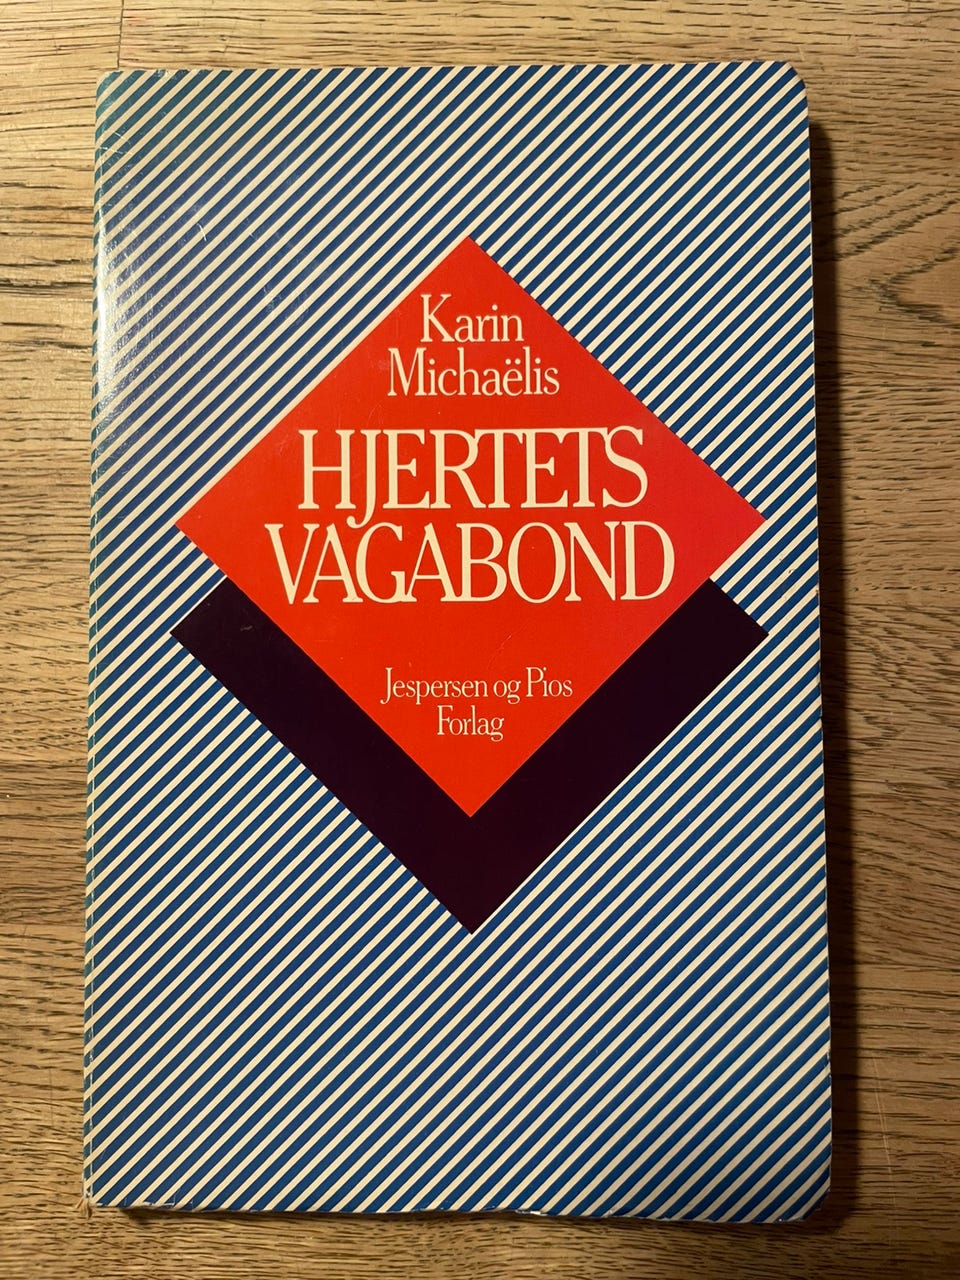 Karin
Michaëlis
HJERTETS
VAGABOND
Jespersen og Pios
Forlag